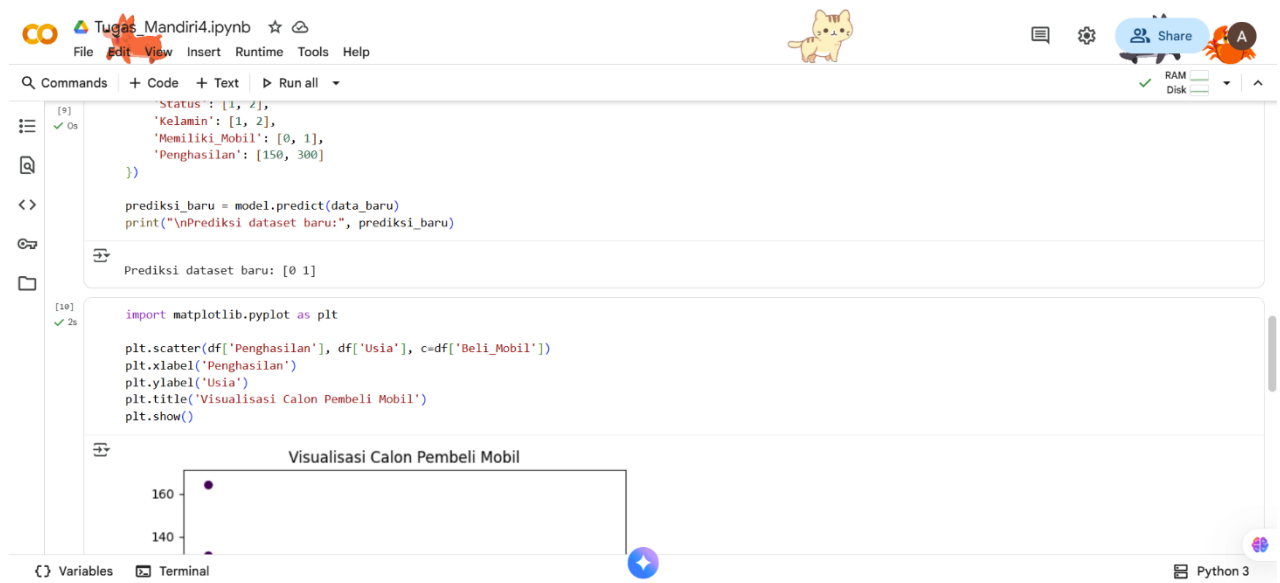 Tugas_Mandiri4.ipynb
File Edit View Insert Runtime Tools Help
Share
A
Commands + Code + Text Run all
RAM
Disk
[9]
0s
'Status': [1, 2],
'Kelamin': [1, 2],
'Memiliki_Mobil': [0, 1],
'Penghasilan': [150, 300]
})
prediksi_baru = model.predict(data_baru)
print("\nPrediksi dataset baru:", prediksi_baru)
Prediksi dataset baru: [0 1]
[10]
2s
import matplotlib.pyplot as plt
plt.scatter(df['Penghasilan'], df['Usia'], c=df['Beli_Mobil'])
plt.xlabel('Penghasilan')
plt.ylabel('Usia')
plt.title('Visualisasi Calon Pembeli Mobil')
plt.show()
Visualisasi Calon Pembeli Mobil
160
140
{} Variables Terminal
Python 3